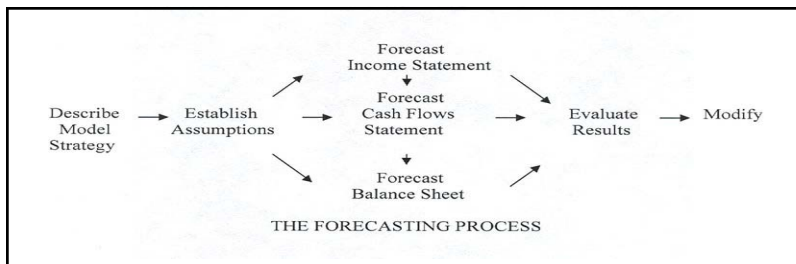 Describe
Model
Strategy
Establish
Assumptions
Forecast
Income Statement
Forecast
Cash Flows
Statement
Forecast
Balance Sheet
Evaluate
Results
Modify
THE FORECASTING PROCESS